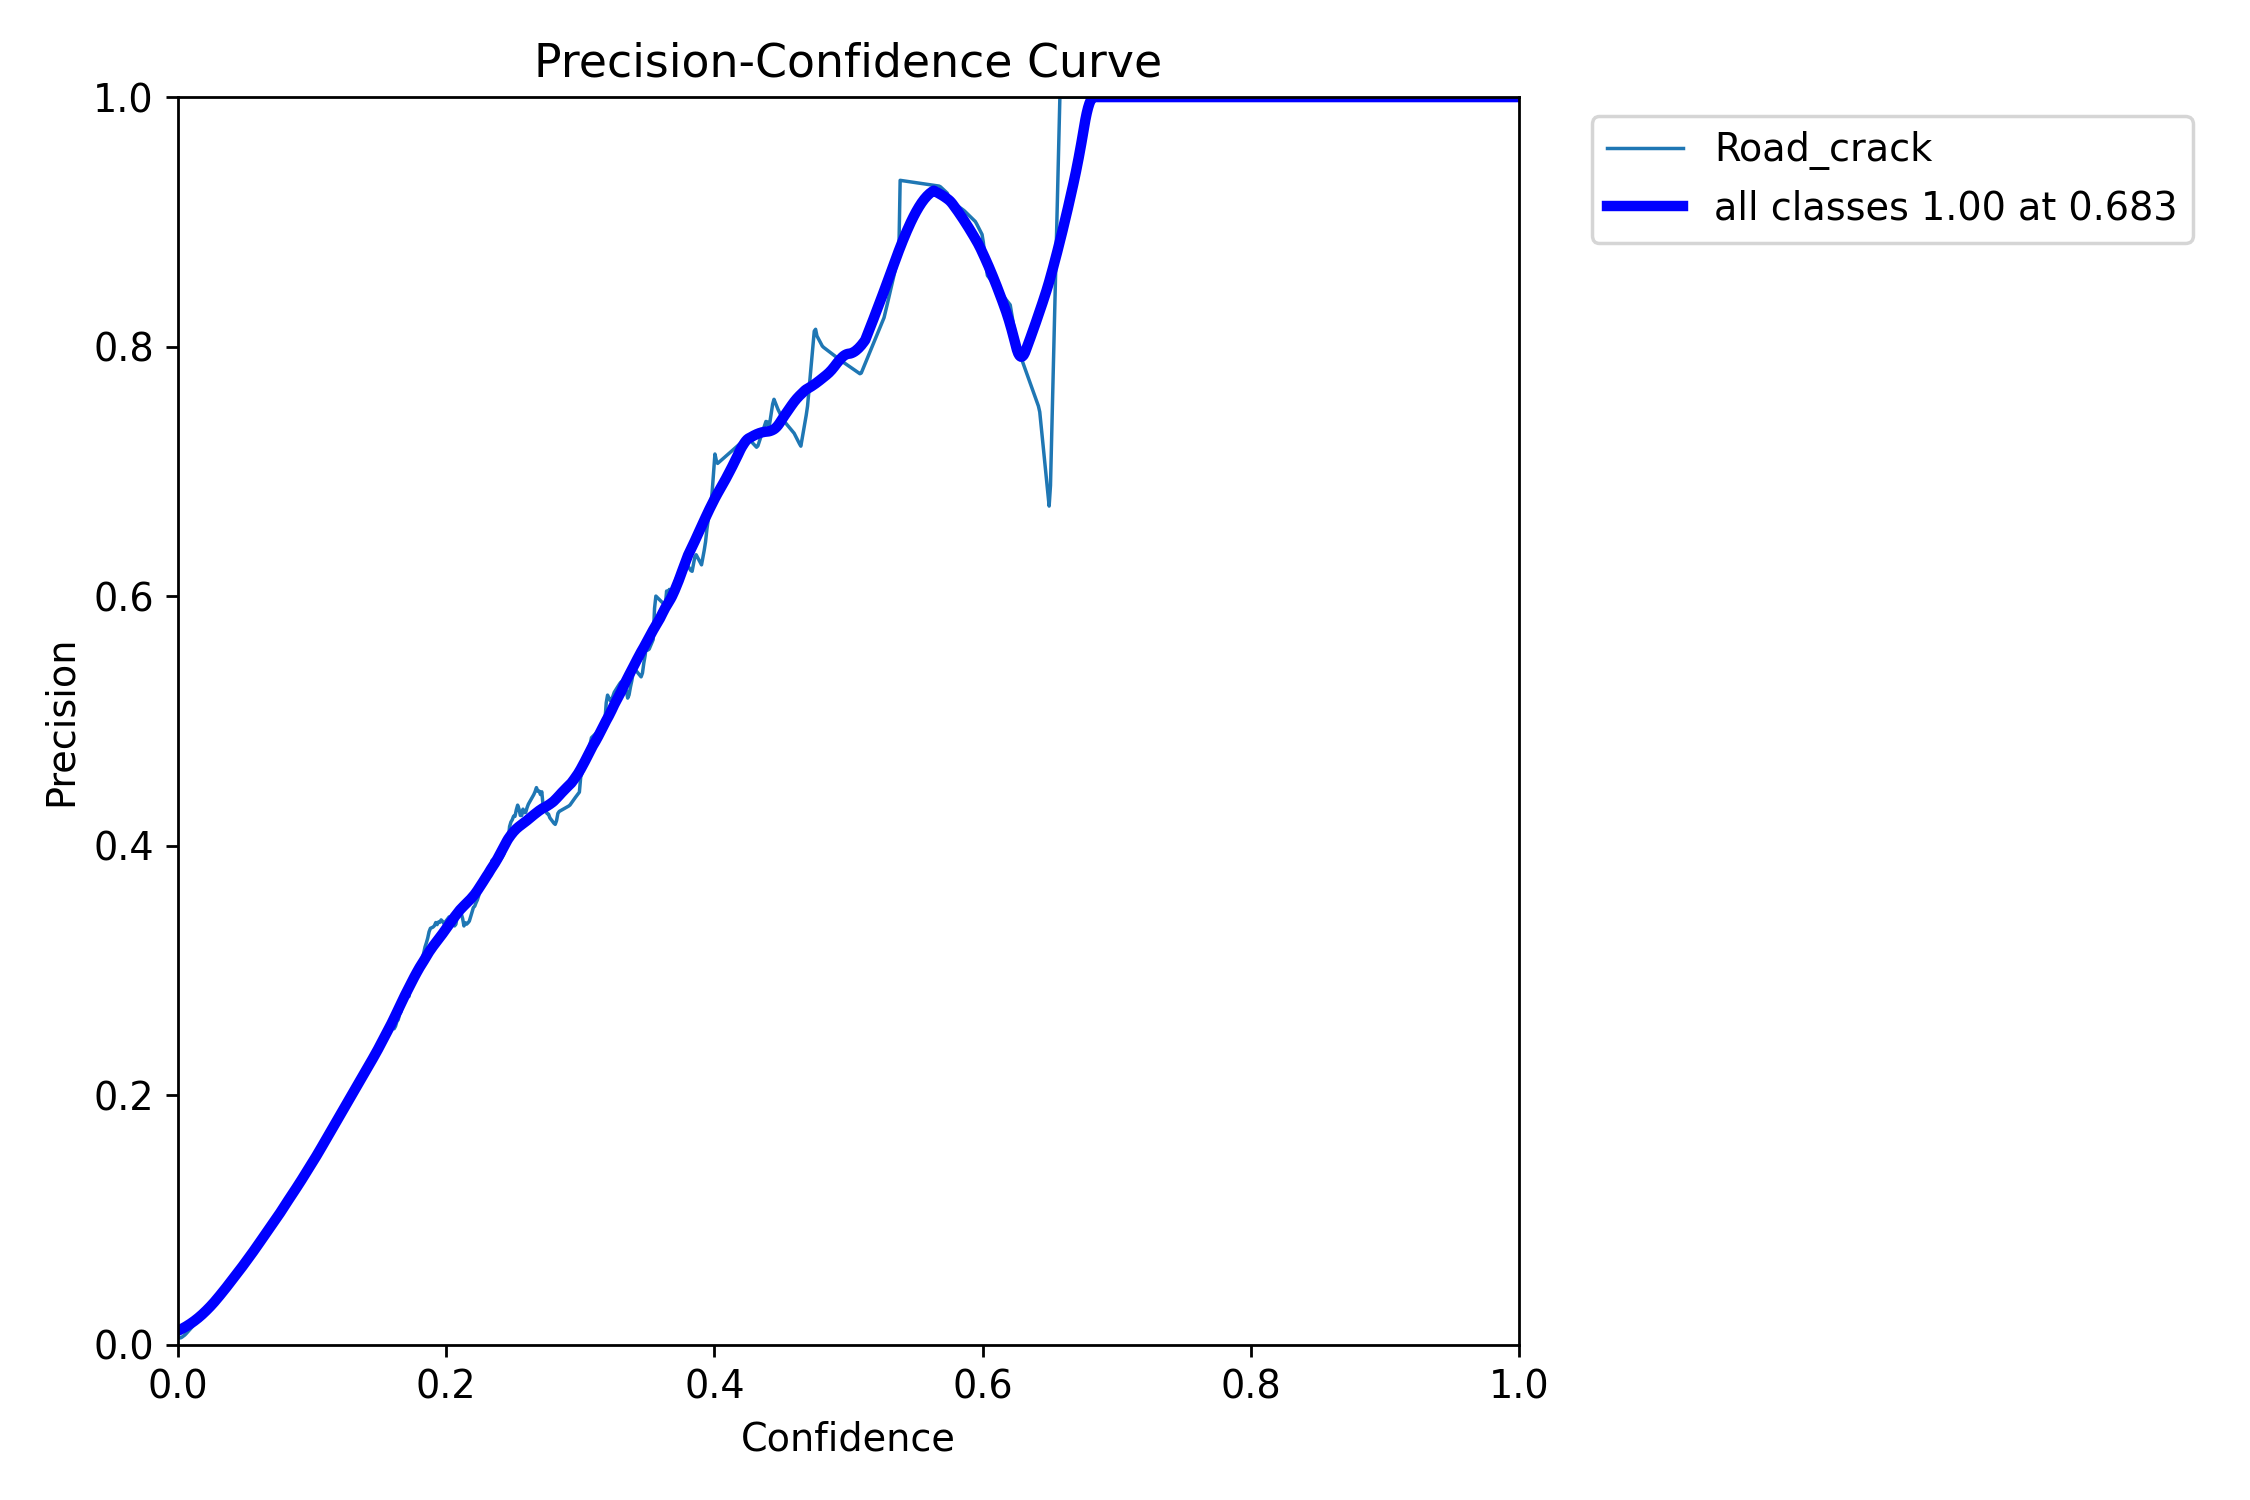 Precision-Confidence Curve
Road_crack
all classes 1.00 at 0.683
1.0
0.8
0.6
0.4
0.2
0.0
Precision
0.0 0.2 0.4 0.6 0.8 1.0
Confidence